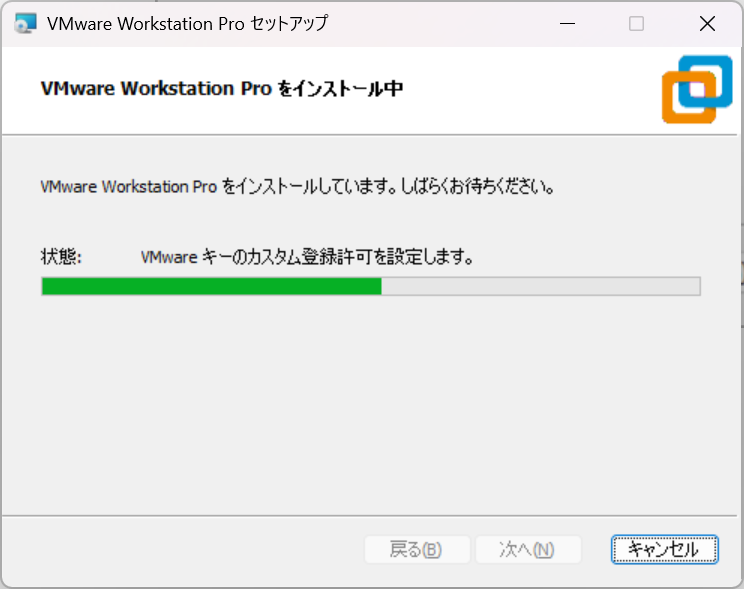 VMware Workstation Pro セットアップ
VMware Workstation Pro をインストール中
VMware Workstation Pro をインストールしています。しばらくお待ちください。
状態: VMware キーのカスタム登録許可を設定します。
戻る(B) 次へ(N) キャンセル